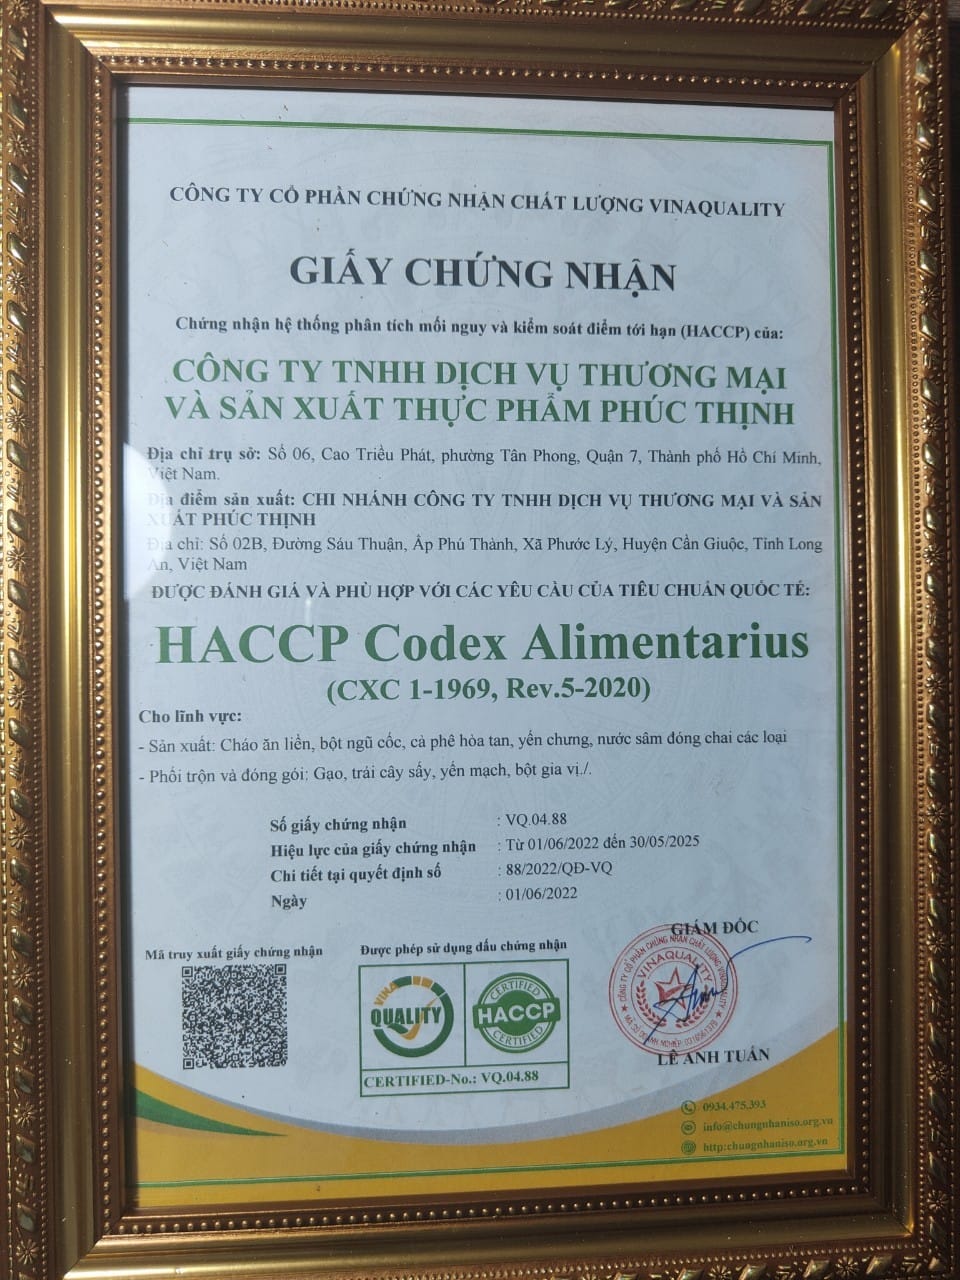 CÔNG TY CỔ PHẦN CHỨNG NHẬN CHẤT LƯỢNG VINAQUALITY
GIẤY CHỨNG NHẬN
Chứng nhận hệ thống phân tích mối nguy và kiểm soát điểm tới hạn (HACCP) của:
CÔNG TY TNHH DỊCH VỤ THƯƠNG MẠI
VÀ SẢN XUẤT THỰC PHẨM PHÚC THỊNH
Địa chỉ trụ sở: Số 06, Cao Triều Phát, phường Tân Phong, Quận 7, Thành phố Hồ Chí Minh,
Việt Nam.
Địa điểm sản xuất: CHI NHÁNH CÔNG TY TNHH DỊCH VỤ THƯƠNG MẠI VÀ SẢN
XUẤT PHÚC THỊNH
Địa chỉ: Số 02B, Đường Sáu Thuận, Ấp Phú Thành, Xã Phước Lý, Huyện Cần Giuộc, Tỉnh Long
An, Việt Nam
ĐƯỢC ĐÁNH GIÁ VÀ PHÙ HỢP VỚI CÁC YÊU CẦU CỦA TIÊU CHUẨN QUỐC TẾ:
HACCP Codex Alimentarius
(CXC 1-1969, Rev.5-2020)
Cho lĩnh vực:
- Sản xuất: Cháo ăn liền, bột ngũ cốc, cà phê hòa tan, yến chưng, nước sâm đóng chai các loại
- Phối trộn và đóng gói: Gạo, trái cây sấy, yến mạch, bột gia vị./.
Số giấy chứng nhận : VQ.04.88
Hiệu lực của giấy chứng nhận : Từ 01/06/2022 đến 30/05/2025
Chi tiết tại quyết định số : 88/2022/QĐ-VQ
Ngày : 01/06/2022
GIÁM ĐỐC
Mã truy xuất giấy chứng nhận
Được phép sử dụng dấu chứng nhận
VINA
QUALITY
CERTIFIED
HACCP
CERTIFIED
CERTIFIED-No.: VQ.04.88
CÔNG TY CỔ PHẦN CHỨNG NHẬN CHẤT LƯỢNG VINAQUALITY
VINAQUALITY
LÊ ANH TUẤN
0934.475.393
info@chungnhaniso.org.vn
http:chungnhaniso.org.vn